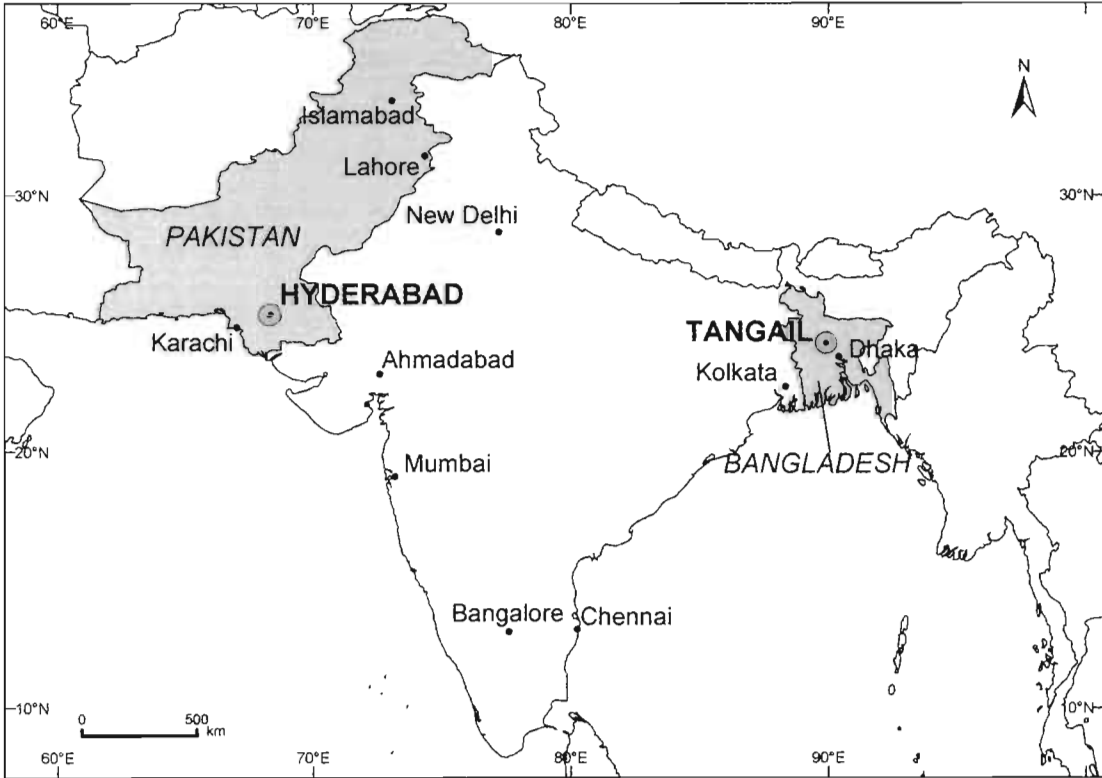 60°E 70°E 80°E 90°E
N
Islamabad
Lahore
30°N 30°N
New Delhi
PAKISTAN
HYDERABAD
TANGAIL
Karachi
Dhaka
Ahmadabad
Kolkata
20°N 20°N
BANGLADESH
Mumbai
Bangalore Chennai
10°N 0°N
0 500
km
60°E 70°E 80°E 90°E